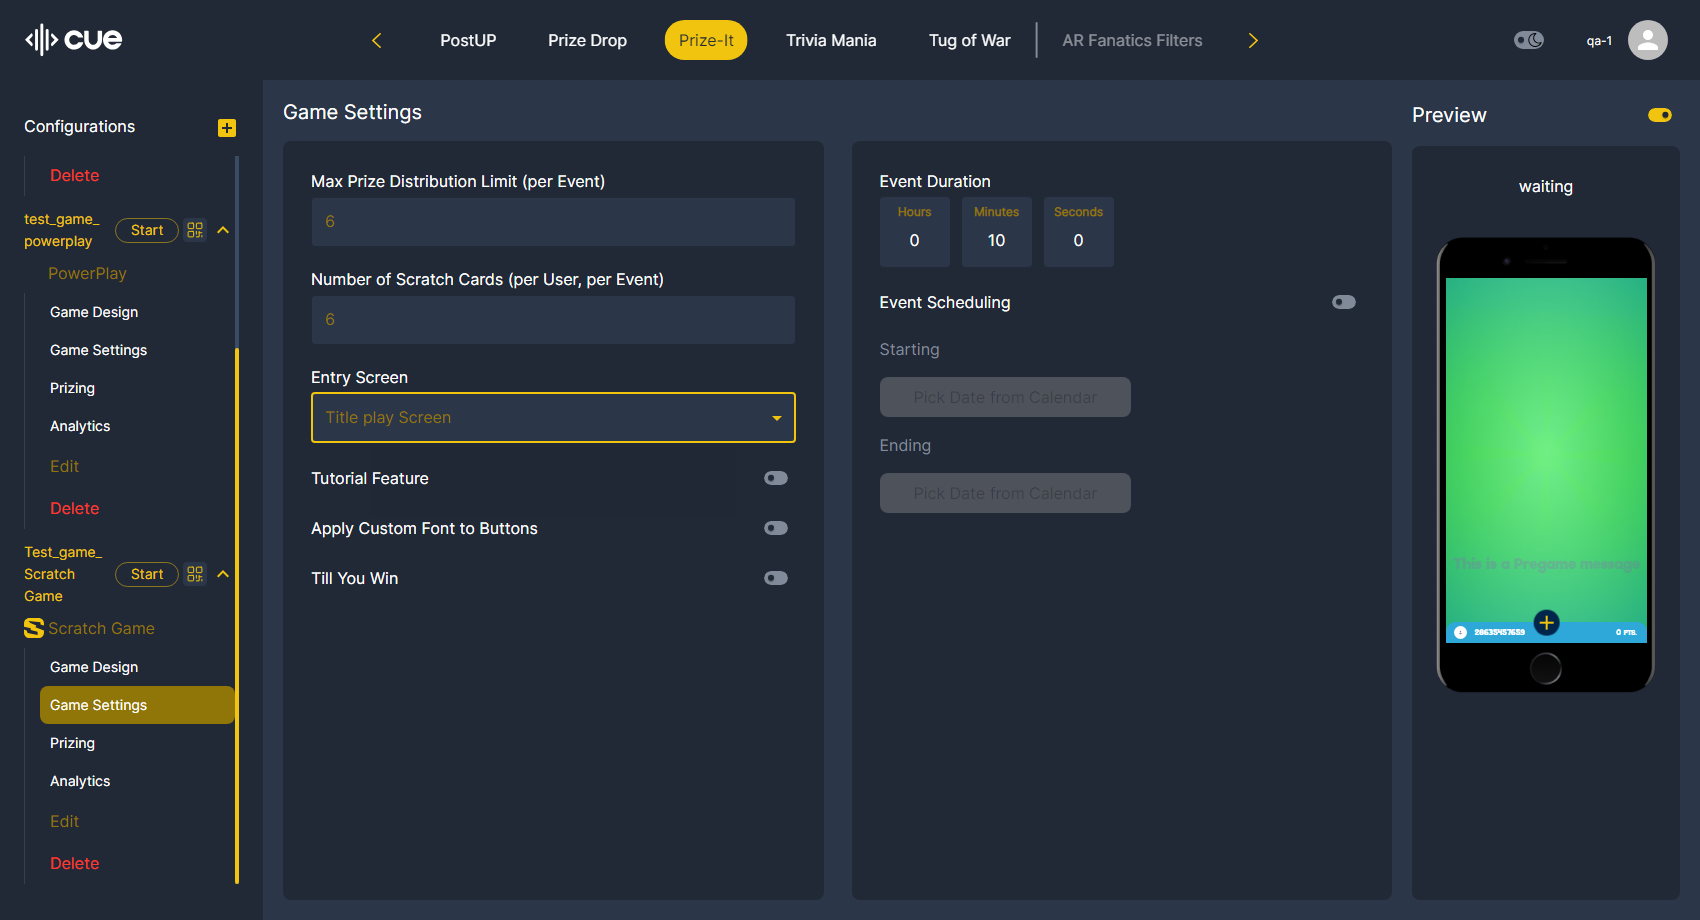 cue
PostUP
Prize Drop
Prize-It
Trivia Mania
Tug of War
AR Fanatics Filters
qa-1
Configurations
Delete
test_game_
powerplay
Start
PowerPlay
Game Design
Game Settings
Prizing
Analytics
Edit
Delete
Test_game_
Scratch
Game
Start
Scratch Game
Game Design
Game Settings
Prizing
Analytics
Edit
Delete
Game Settings
Max Prize Distribution Limit (per Event)
6
Number of Scratch Cards (per User, per Event)
6
Entry Screen
Title play Screen
Tutorial Feature
Apply Custom Font to Buttons
Till You Win
Event Duration
Hours
0
Minutes
10
Seconds
0
Event Scheduling
Starting
Pick Date from Calendar
Ending
Pick Date from Calendar
Preview
waiting
This is a Pregame message
0 PTS.